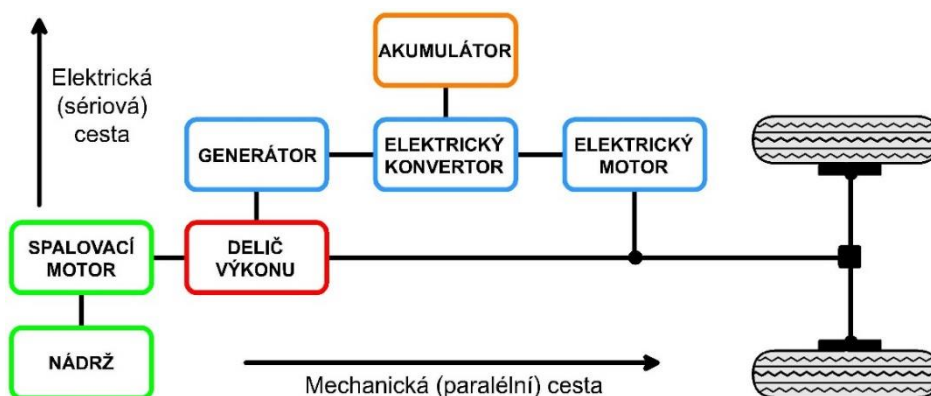 AKUMULÁTOR
Elektrická
(sériová)
cesta
GENERÁTOR
ELEKTRICKÝ
KONVERTOR
ELEKTRICKÝ
MOTOR
SPALOVACÍ
MOTOR
DELIČ
VÝKONU
NÁDRŽ
Mechanická (paralélní) cesta